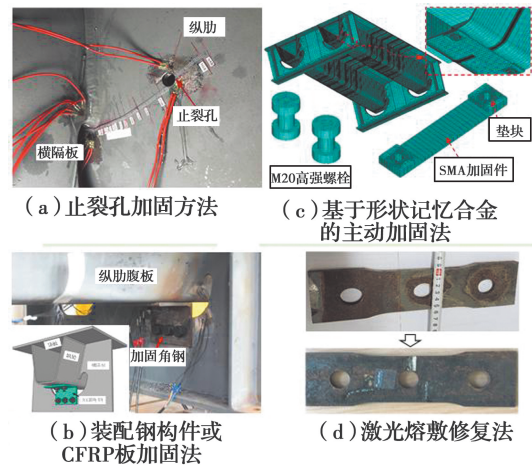 纵肋
止裂孔
横隔板
(a)止裂孔加固方法
垫块
M20高强螺栓
SMA加固件
(c)基于形状记忆合金
的主动加固法
纵肋腹板
加固角钢
(b)装配钢构件或
CFRP板加固法
(d)激光熔敷修复法